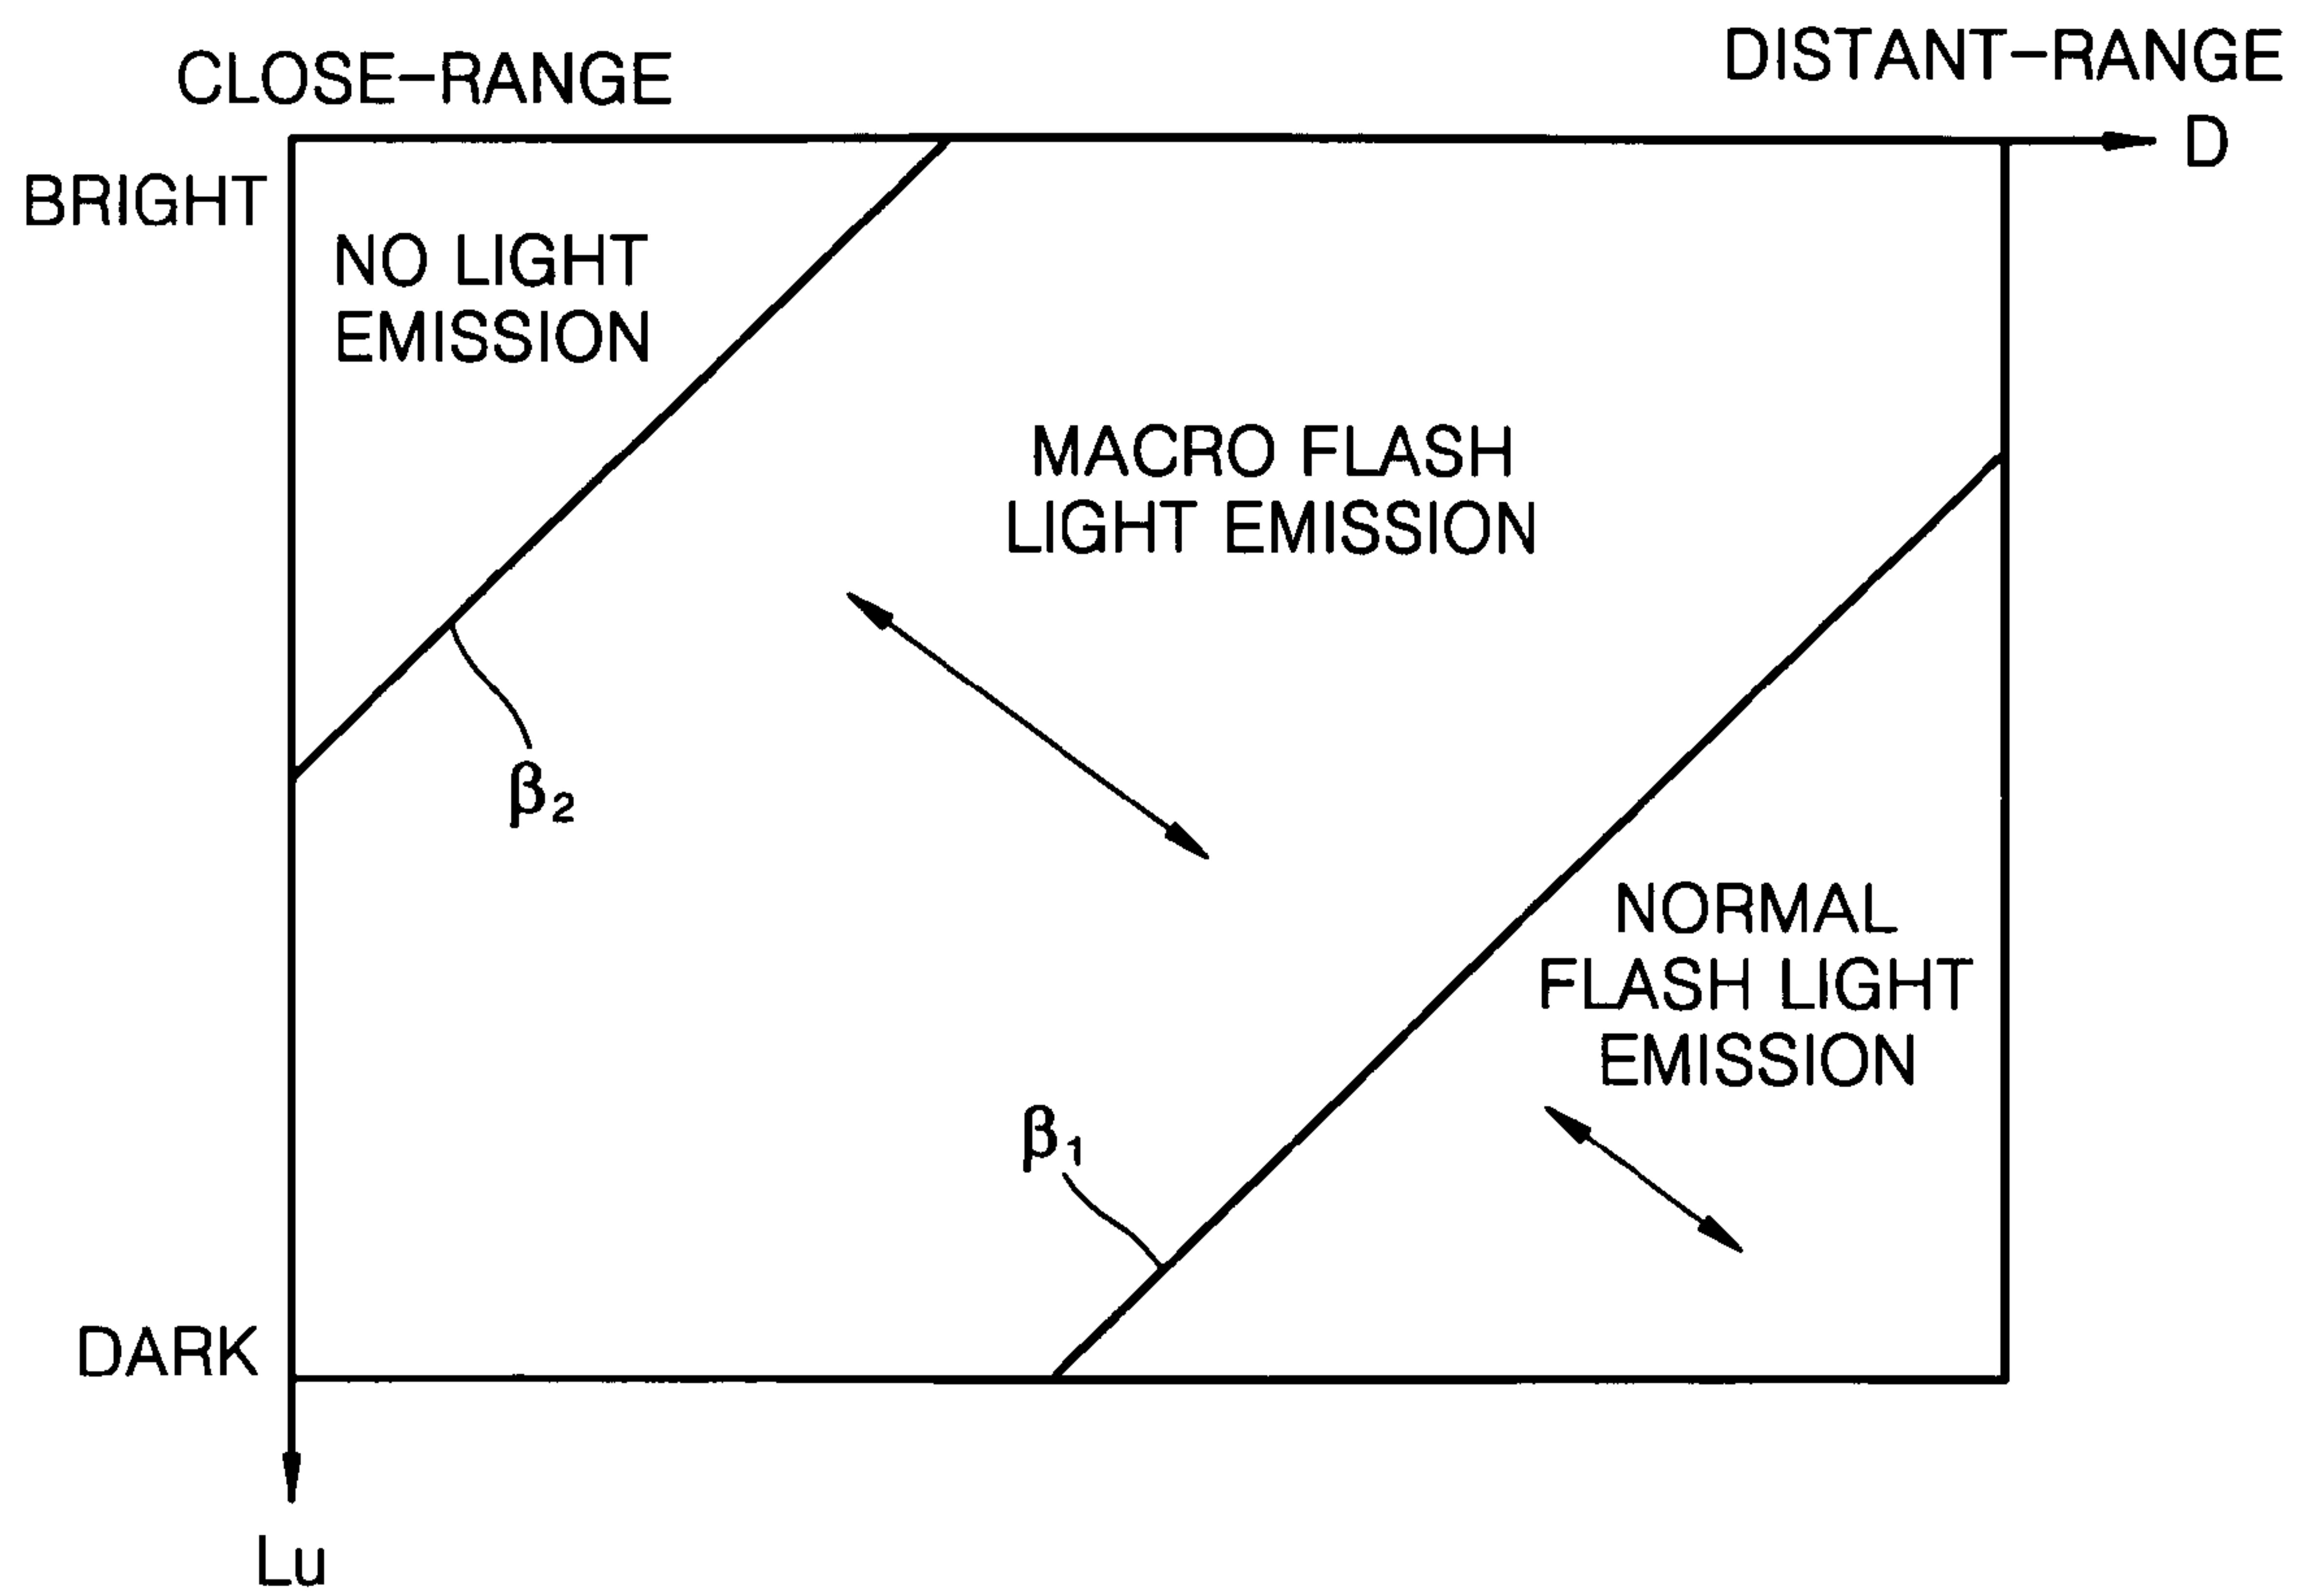 CLOSE-RANGE
DISTANT-RANGE
D
BRIGHT
NO LIGHT
EMISSION
MACRO FLASH
LIGHT EMISSION
β₂
NORMAL
FLASH LIGHT
EMISSION
β₁
DARK
Lu